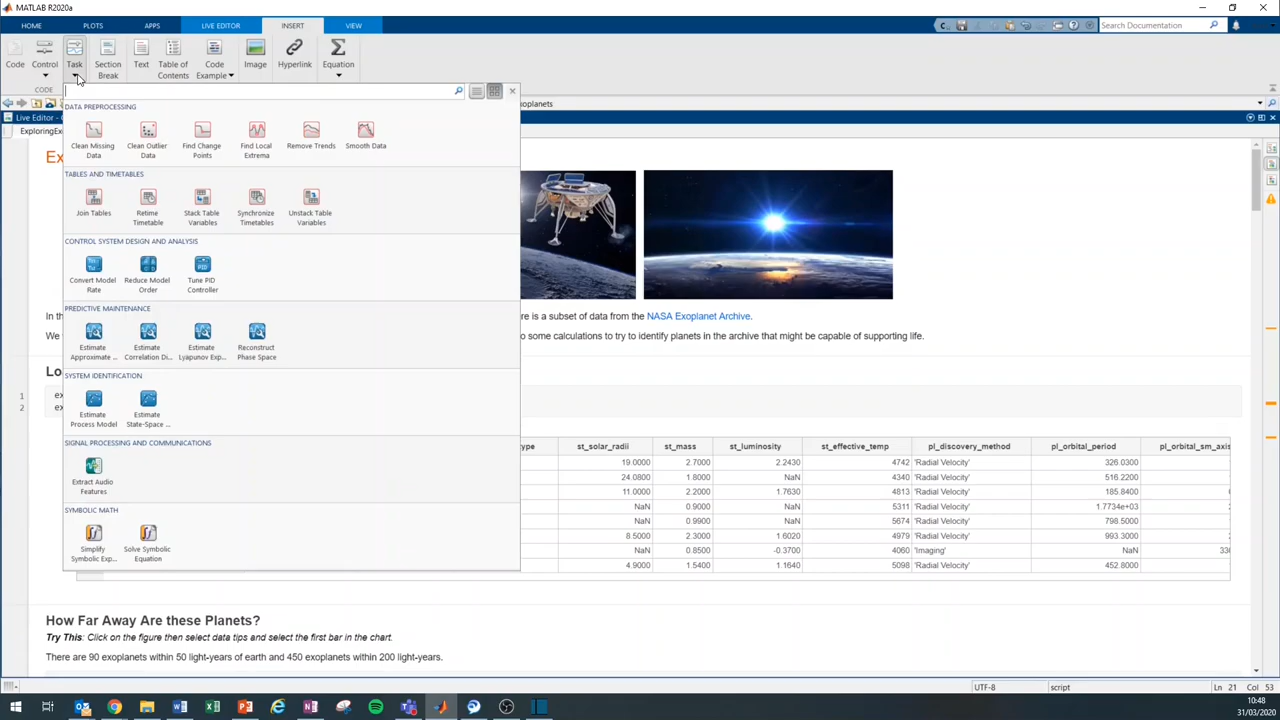 MATLAB R2020a
HOME PLOTS APPS LIVE EDITOR INSERT VIEW
Search Documentation
Code Control Task Section Break Text Table of Contents Code Example Image Hyperlink Equation
CODE
exoplanets
Live Editor -
DATA PREPROCESSING
Clean Missing Data Clean Outlier Data Find Change Points Find Local Extrema Remove Trends Smooth Data
TABLES AND TIMETABLES
Join Tables Retime Timetable Stack Table Variables Synchronize Timetables Unstack Table Variables
CONTROL SYSTEM DESIGN AND ANALYSIS
Convert Model Rate Reduce Model Order Tune PID Controller
PREDICTIVE MAINTENANCE
Estimate Approximate ... Estimate Correlation Di... Estimate Lyapunov Exp... Reconstruct Phase Space
SYSTEM IDENTIFICATION
Estimate Process Model Estimate State-Space ...
SIGNAL PROCESSING AND COMMUNICATIONS
Extract Audio Features
SYMBOLIC MATH
Simplify Symbolic Exp... Solve Symbolic Equation
In th re is a subset of data from the NASA Exoplanet Archive.
We o some calculations to try to identify planets in the archive that might be capable of supporting life.
Lo
1 ex
2 ex
type st_solar_radii st_mass st_luminosity st_effective_temp pl_discovery_method pl_orbital_period pl_orbital_sm_axis
19.0000 2.7000 2.2430 4742 'Radial Velocity' 326.0300
24.0800 1.8000 NaN 4340 'Radial Velocity' 516.2200
11.0000 2.2000 1.7630 4813 'Radial Velocity' 185.8400
NaN 0.9000 NaN 5311 'Radial Velocity' 1.7734e+03
NaN 0.9900 NaN 5674 'Radial Velocity' 798.5000
8.5000 2.3000 1.6020 4979 'Radial Velocity' 993.3000
NaN 0.8500 -0.3700 4060 'Imaging' NaN 330
4.9000 1.5400 1.1640 5098 'Radial Velocity' 452.8000
How Far Away Are these Planets?
Try This: Click on the figure then select data tips and select the first bar in the chart.
There are 90 exoplanets within 50 light-years of earth and 450 exoplanets within 200 light-years.
UTF-8 script Ln 21 Col 53
10:48
31/03/2020